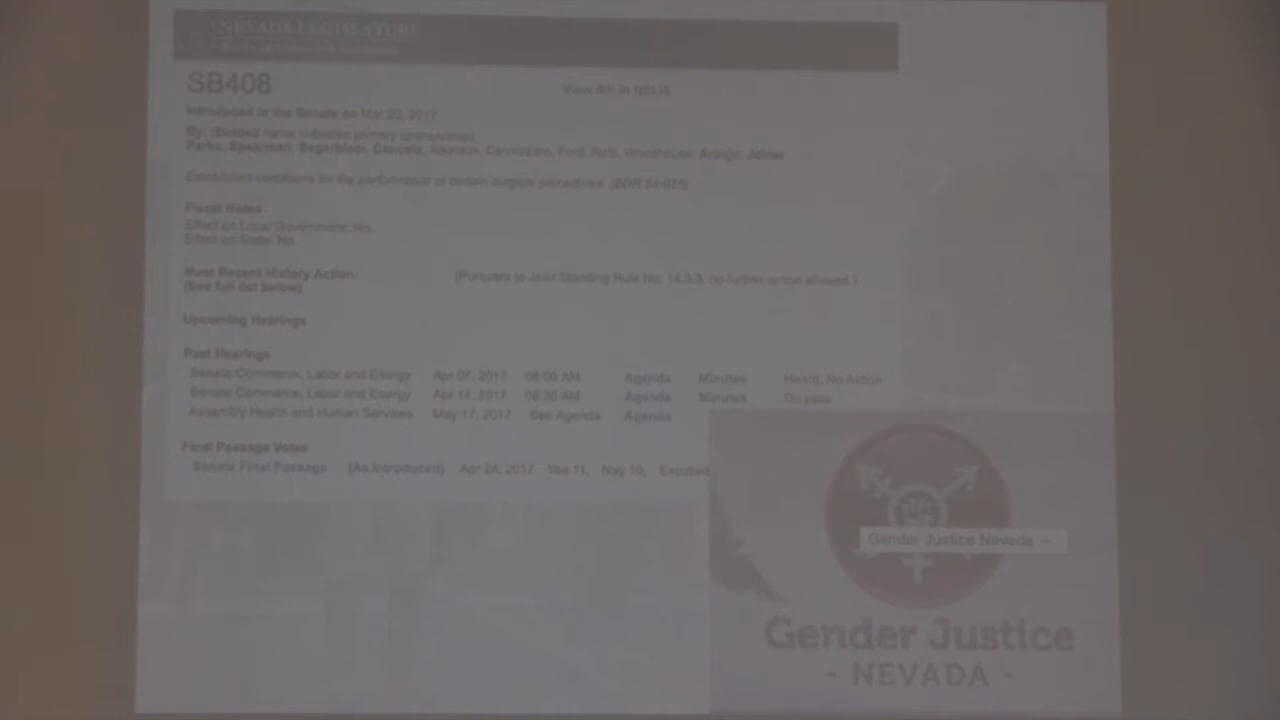 NEVADA LEGISLATURE
SB408
View Bill in NELIS
Introduced in the Senate on Mar 20, 2017
By: (Bolded name indicates primary sponsorship)
Parks, Spearman, Segerblom, Cancela, Atkinson, Cannizzaro, Ford, Ratti, Woodhouse, Araujo, Joiner
Establishes conditions for the performance of certain surgical procedures. (BDR 54-615)
Fiscal Notes
Effect on Local Government: No.
Effect on State: No.
Most Recent History Action: (Pursuant to Joint Standing Rule No. 14.3.3, no further action allowed.)
(See full list below)
Upcoming Hearings
Past Hearings
Senate Commerce, Labor and Energy Apr 07, 2017 08:00 AM Agenda Minutes Heard, No Action
Senate Commerce, Labor and Energy Apr 14, 2017 08:30 AM Agenda Minutes Do pass
Assembly Health and Human Services May 17, 2017 See Agenda Agenda
Final Passage Votes
Senate Final Passage (As Introduced) Apr 24, 2017 Yea 11, Nay 10, Excused
Gender Justice Nevada —
Gender Justice
- NEVADA -